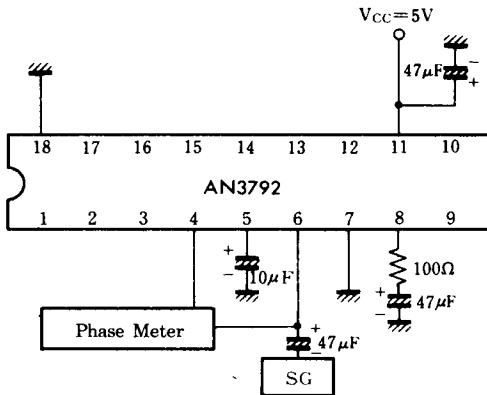 VCC=5V
47μF
−
+
18 17 16 15 14 13 12 11 10
AN3792
1 2 3 4 5 6 7 8 9
+
−
10μF
100Ω
+
−
47μF
Phase Meter
+
−
47μF
SG